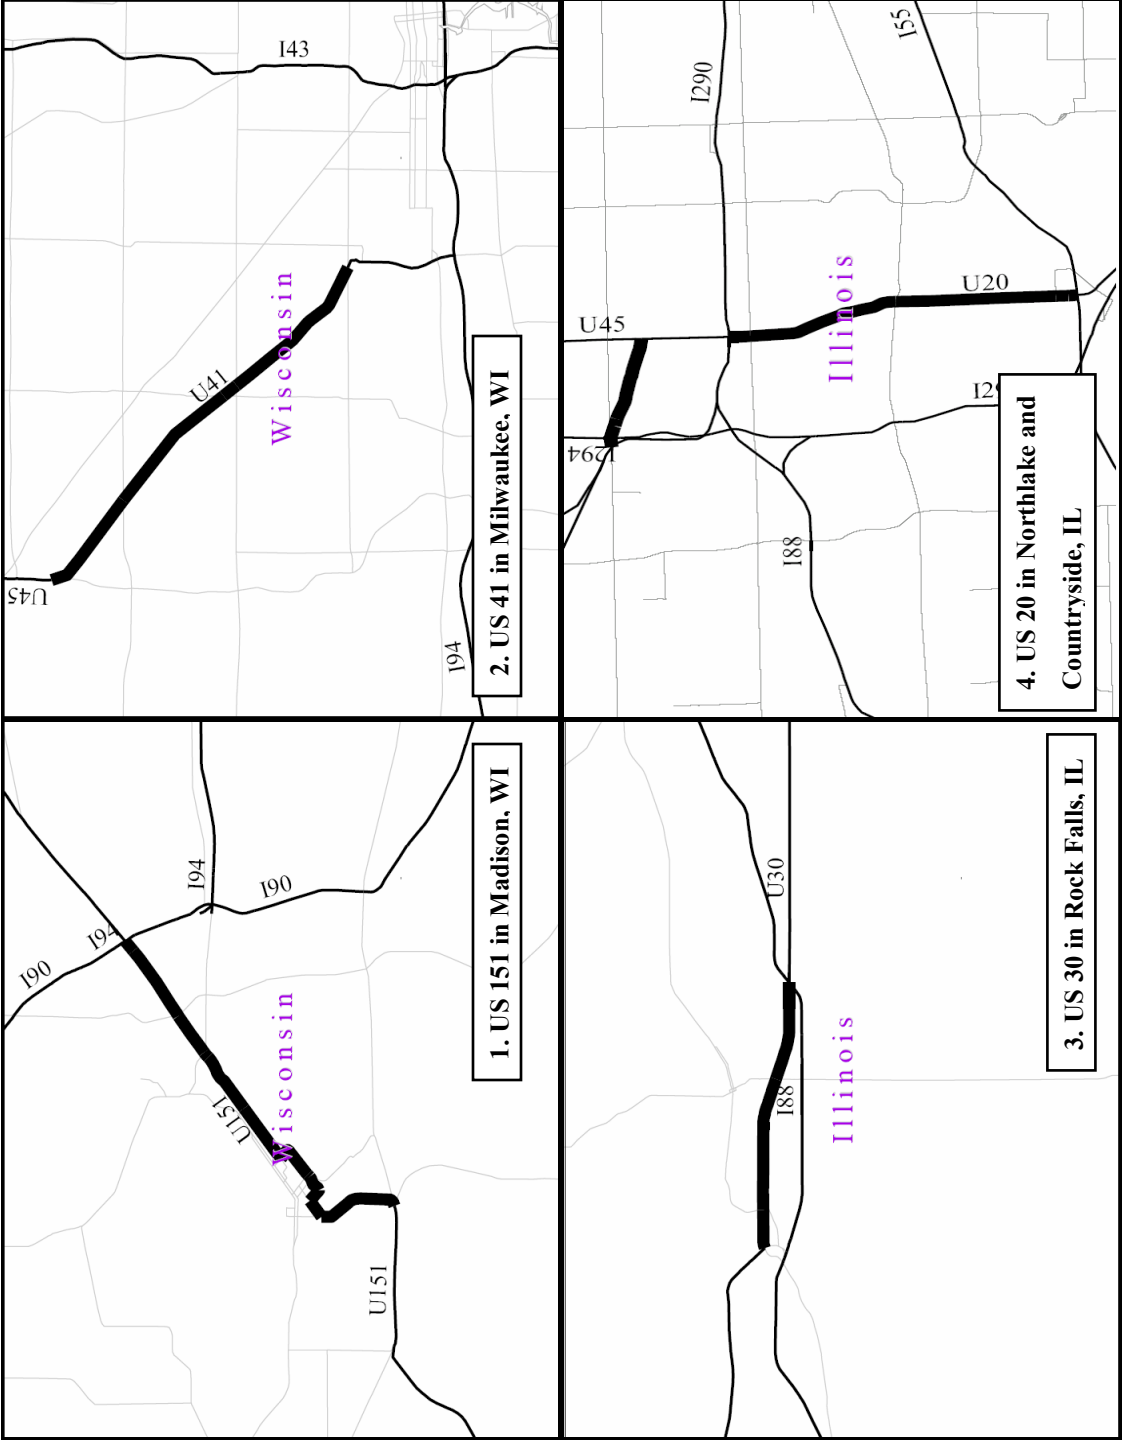 I90
I94
I94
I90
U151
Wisconsin
U151
1. US 151 in Madison, WI
I43
U41
Wisconsin
U45
I94
2. US 41 in Milwaukee, WI
U30
I88
Illinois
3. US 30 in Rock Falls, IL
I55
I290
U45
U20
Illinois
I294
I29
I88
4. US 20 in Northlake and
Countryside, IL